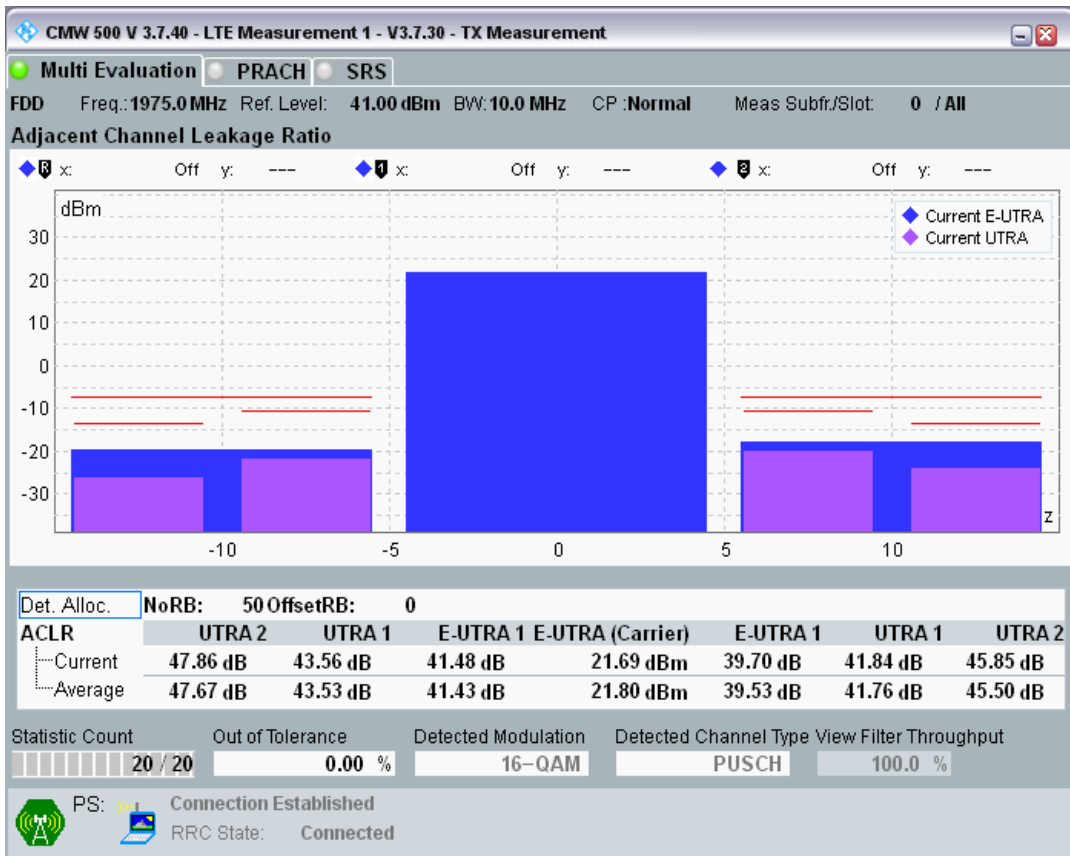 CMW 500 V 3.7.40 - LTE Measurement 1 - V3.7.30 - TX Measurement
Multi Evaluation PRACH SRS
FDD Freq.: 1975.0 MHz Ref. Level: 41.00 dBm BW: 10.0 MHz CP : Normal Meas Subfr./Slot: 0 / All
Adjacent Channel Leakage Ratio
R x: Off y: --- 1 x: Off y: --- 2 x: Off y: ---
dBm
Current E-UTRA
Current UTRA
30
20
10
0
-10
-20
-30
z
-10 -5 0 5 10
Det. Alloc. NoRB: 50 OffsetRB: 0
ACLR UTRA 2 UTRA 1 E-UTRA 1 E-UTRA (Carrier) E-UTRA 1 UTRA 1 UTRA 2
Current 47.86 dB 43.56 dB 41.48 dB 21.69 dBm 39.70 dB 41.84 dB 45.85 dB
Average 47.67 dB 43.53 dB 41.43 dB 21.80 dBm 39.53 dB 41.76 dB 45.50 dB
Statistic Count Out of Tolerance Detected Modulation Detected Channel Type View Filter Throughput
20 / 20 0.00 % 16-QAM PUSCH 100.0 %
PS: Connection Established
RRC State: Connected